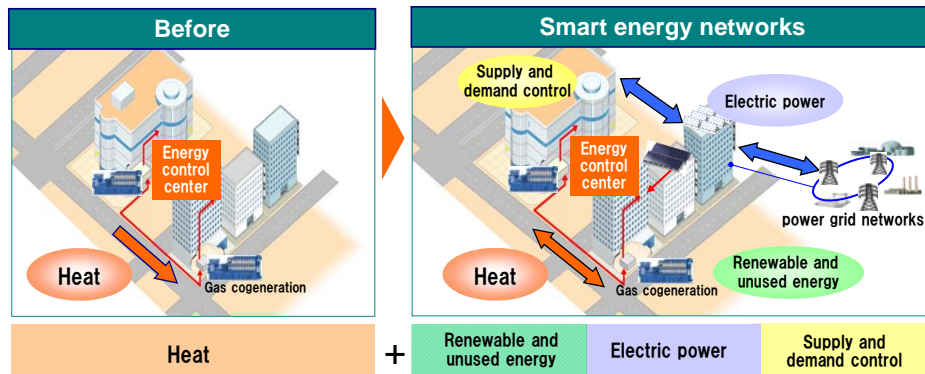 Before
Energy
control
center
Heat
Gas cogeneration
Smart energy networks
Supply and
demand control
Electric power
Energy
control
center
power grid networks
Heat
Gas cogeneration
Renewable and
unused energy
Heat
+
Renewable and
unused energy
Electric power
Supply and
demand control